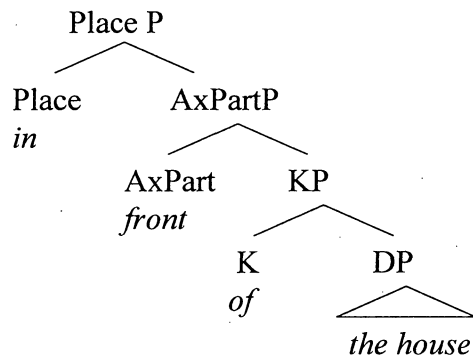 Place P
Place AxPartP
in
AxPart KP
front
K DP
of
the house